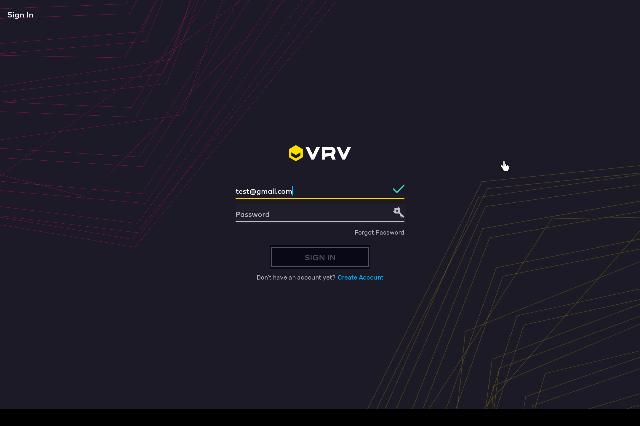 Sign In
VRV
test@gmail.com
Password
Forgot Password
SIGN IN
Don't have an account yet? Create Account